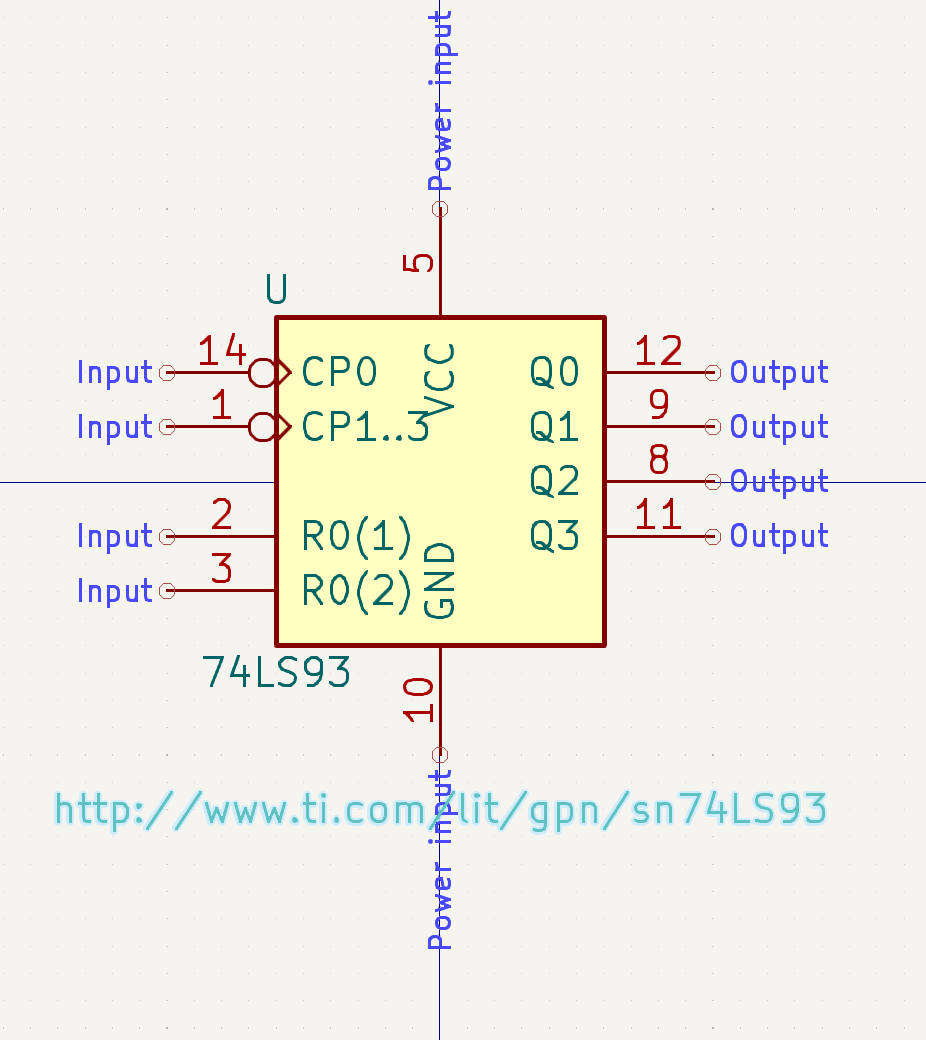 Power input
5
U
14
12
Input
CP0
VCC
Q0
Output
1
9
Input
CP1..3
Q1
Output
8
Q2
Output
2
11
Input
R0(1)
Q3
Output
3
Input
R0(2)
GND
74LS93
10
http://www.ti.com/lit/gpn/sn74LS93
Power input